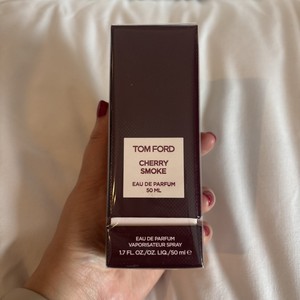 TOM FORD
CHERRY
SMOKE
EAU DE PARFUM
50 ML
EAU DE PARFUM
VAPORISATEUR SPRAY
1.7 FL. OZ./OZ. LIQ./50 ml ℮